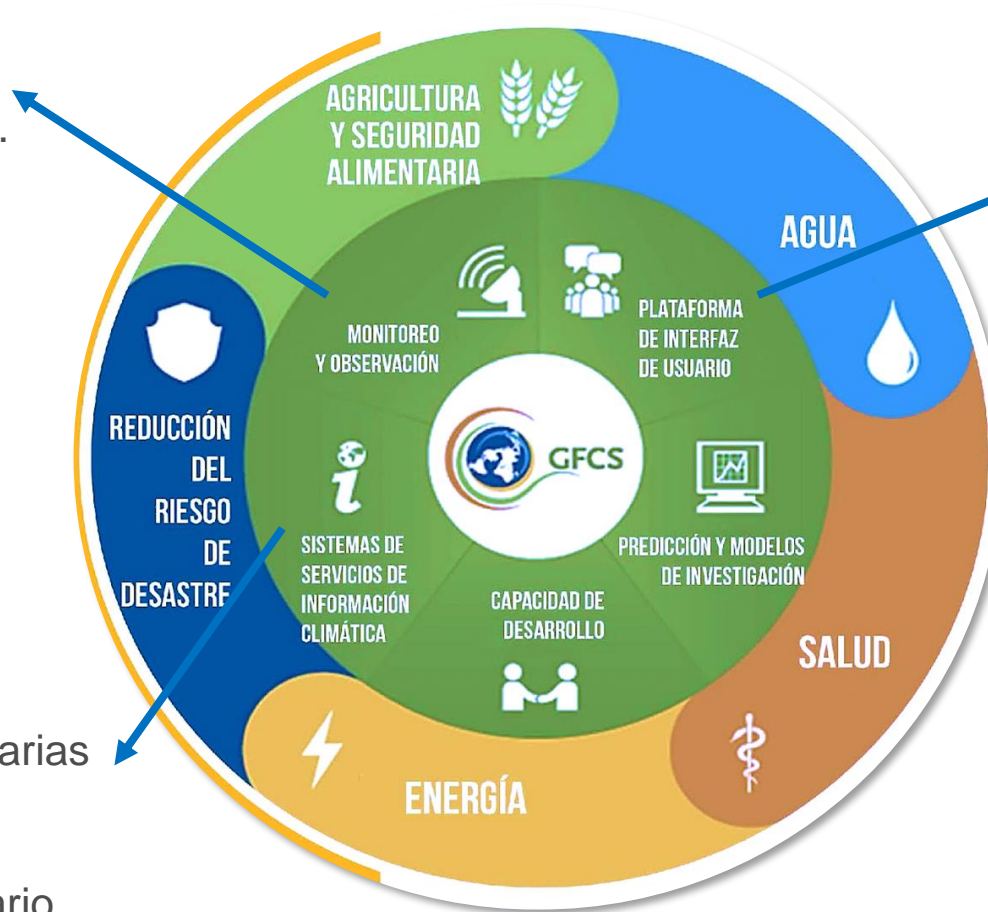 AGRICULTURA
Y SEGURIDAD
ALIMENTARIA
AGUA
MONITOREO
Y OBSERVACIÓN
PLATAFORMA
DE INTERFAZ
DE USUARIO
GFCS
REDUCCIÓN
DEL
RIESGO
DE
DESASTRE
SISTEMAS DE
SERVICIOS DE
INFORMACIÓN
CLIMÁTICA
PREDICCIÓN Y MODELOS
DE INVESTIGACIÓN
CAPACIDAD DE
DESARROLLO
SALUD
ENERGÍA
arias